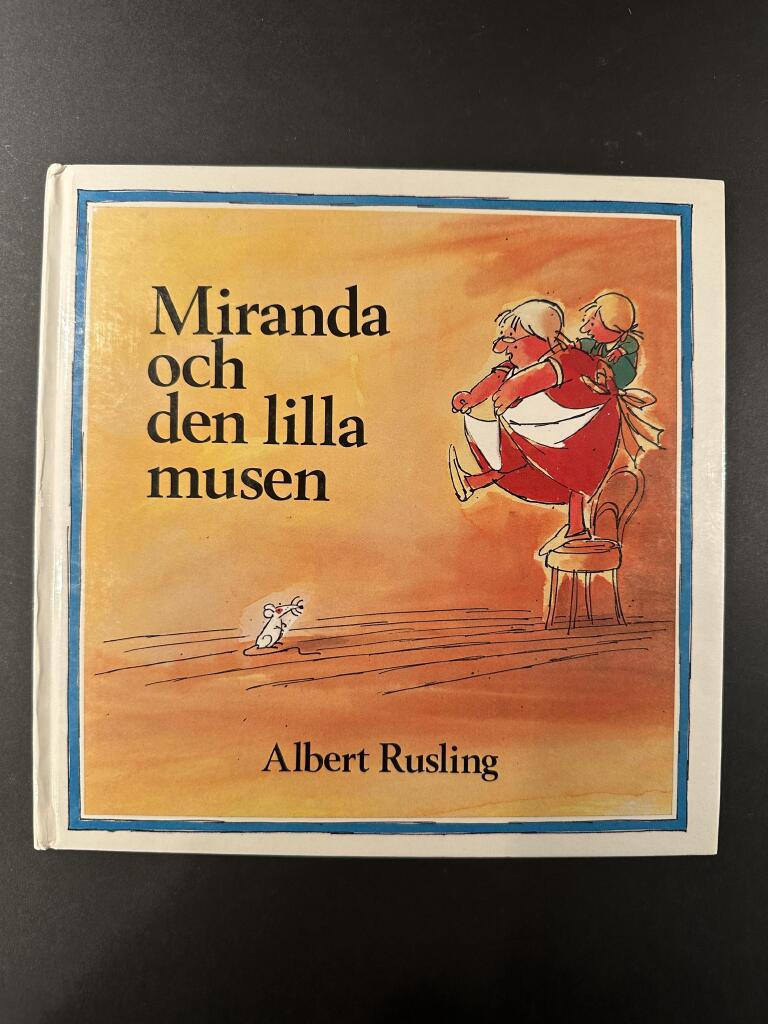 Miranda
och
den lilla
musen
Albert Rusling